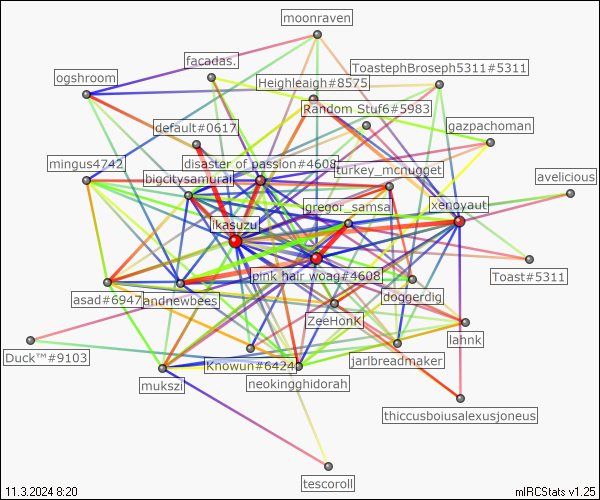 moonraven
facadas.
ToastephBroseph5311#5311
ogshroom
Heighleaigh#8575
Random Stuf6#5983
default#0617
gazpachoman
mingus4742
disaster of passion#4608
turkey_mcnugget
bigcitysamurai
avelicious
gregor_samsa
xenoyaut
ikasuzu
pink hair woag#4608
Toast#5311
asad#6947
andnewbees
doggerdig
ZeeHonK
lahnk
Duck™#9103
Knowun#6424
jarlbreadmaker
mukszi
neokingghidorah
thiccusboiusalexusjoneus
tescoroll
11.3.2024 8:20
mIRCStats v1.25